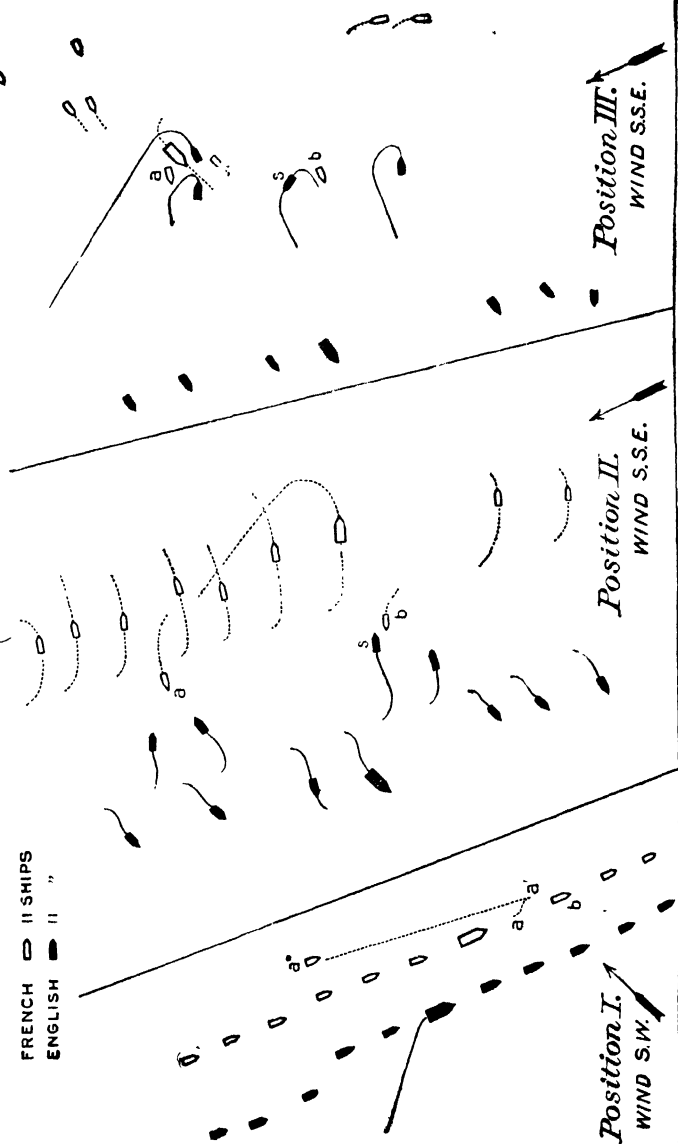 FRENCH 11 SHIPS
ENGLISH 11 "
a"
a
a'
b
Position I.
WIND S.W.
a
s
b
Position II.
WIND S.S.E.
a
n
s
b
Position III.
WIND S.S.E.